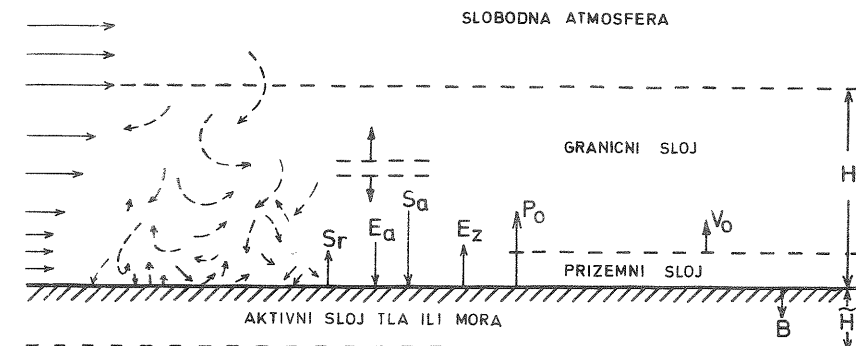 SLOBODNA ATMOSFERA
GRANICNI SLOJ
H
Sa
Po
Vo
Sr
Ea
Ez
PRIZEMNI SLOJ
AKTIVNI SLOJ TLA ILI MORA
B
H̃